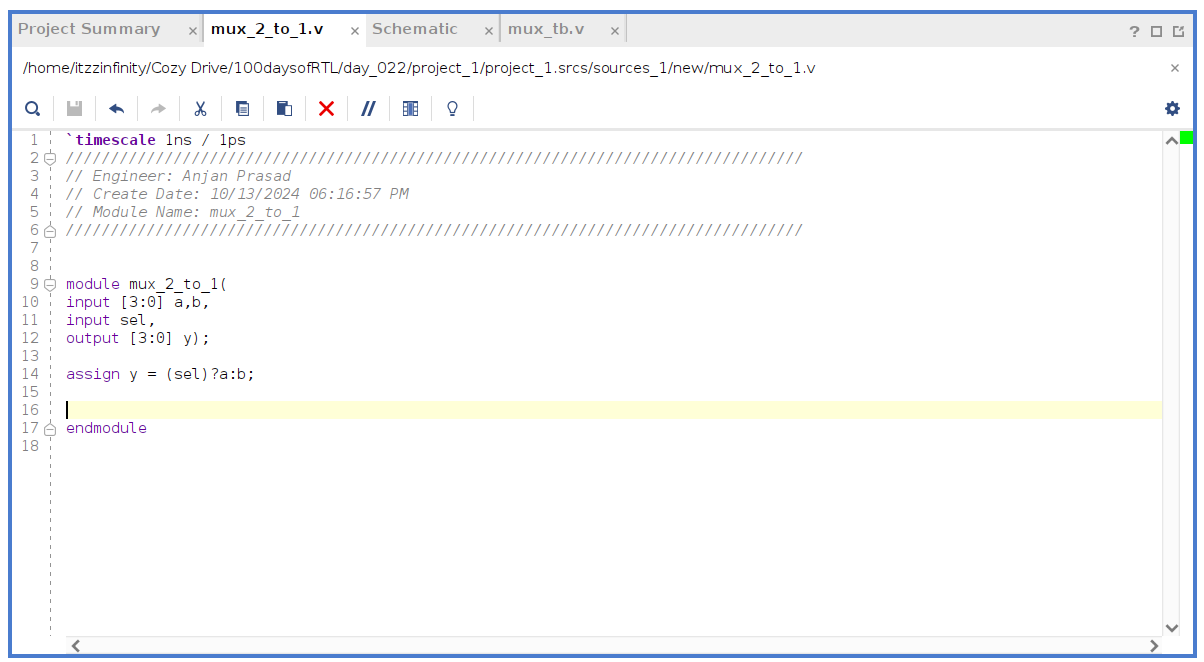 Project Summary × mux_2_to_1.v × Schematic × mux_tb.v × ?
/home/itzzinfinity/Cozy Drive/100daysofRTL/day_022/project_1/project_1.srcs/sources_1/new/mux_2_to_1.v ×
1 `timescale 1ns / 1ps
2 //////////////////////////////////////////////////////////////////////////////////
3 // Engineer: Anjan Prasad
4 // Create Date: 10/13/2024 06:16:57 PM
5 // Module Name: mux_2_to_1
6 //////////////////////////////////////////////////////////////////////////////////
7
8
9 module mux_2_to_1(
10 input [3:0] a,b,
11 input sel,
12 output [3:0] y);
13
14 assign y = (sel)?a:b;
15
16
17 endmodule
18